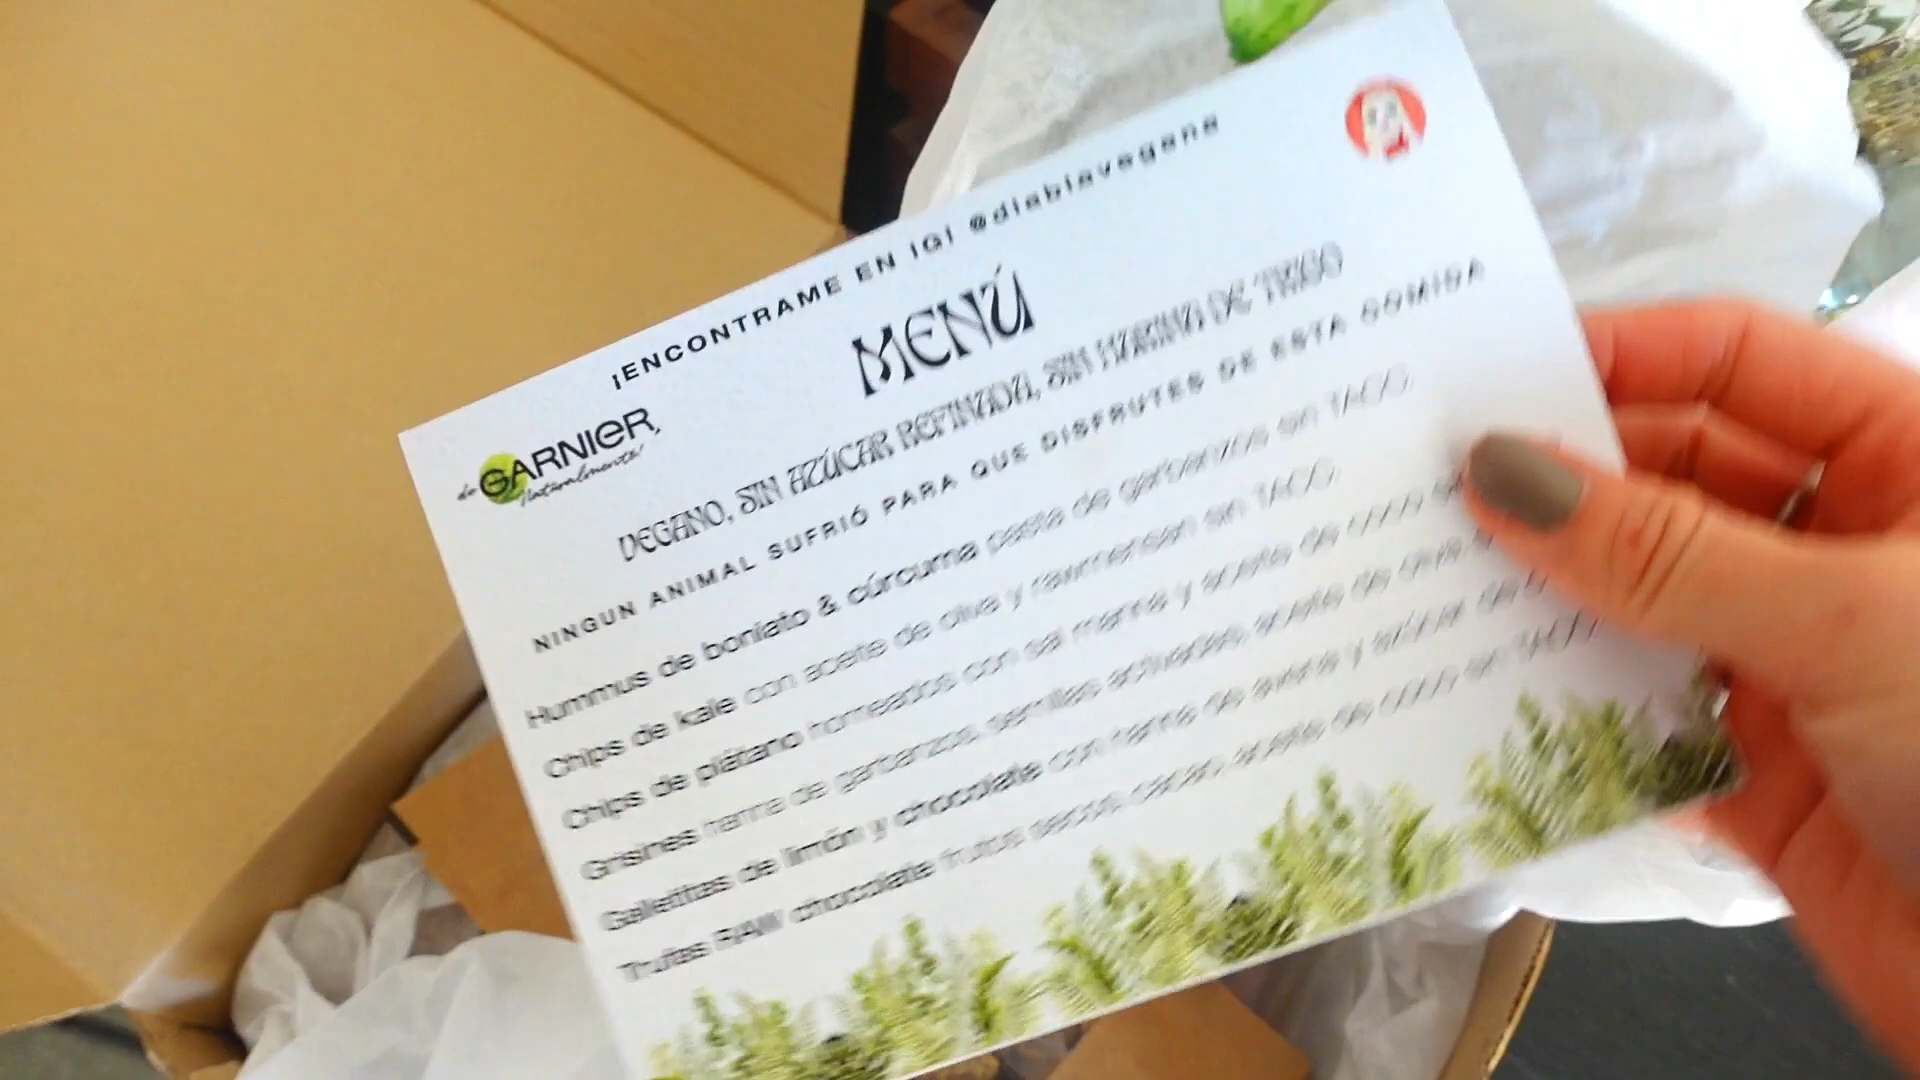 ¡ENCONTRAME EN IG! @diablavegana
MENÚ
de GARNIER,
Naturalmente!
VEGANO, SIN AZÚCAR REFINADA, SIN HARINA DE TRIGO
NINGUN ANIMAL SUFRIÓ PARA QUE DISFRUTES DE ESTA COMIDA
Hummus de boniato & cúrcuma pasta de garbanzos sin TACC.
Chips de kale con aceite de oliva y rawmensan sin TACC.
Chips de plátano horneados con sal marina y aceite de coco
Grisines harina de garbanzos, semillas activadas, aceite de oliva
Galletitas de limón y chocolate con harina de avena y azúcar de
Trufas RAW chocolate frutos secos, cacao, aceite de coco sin TACC.